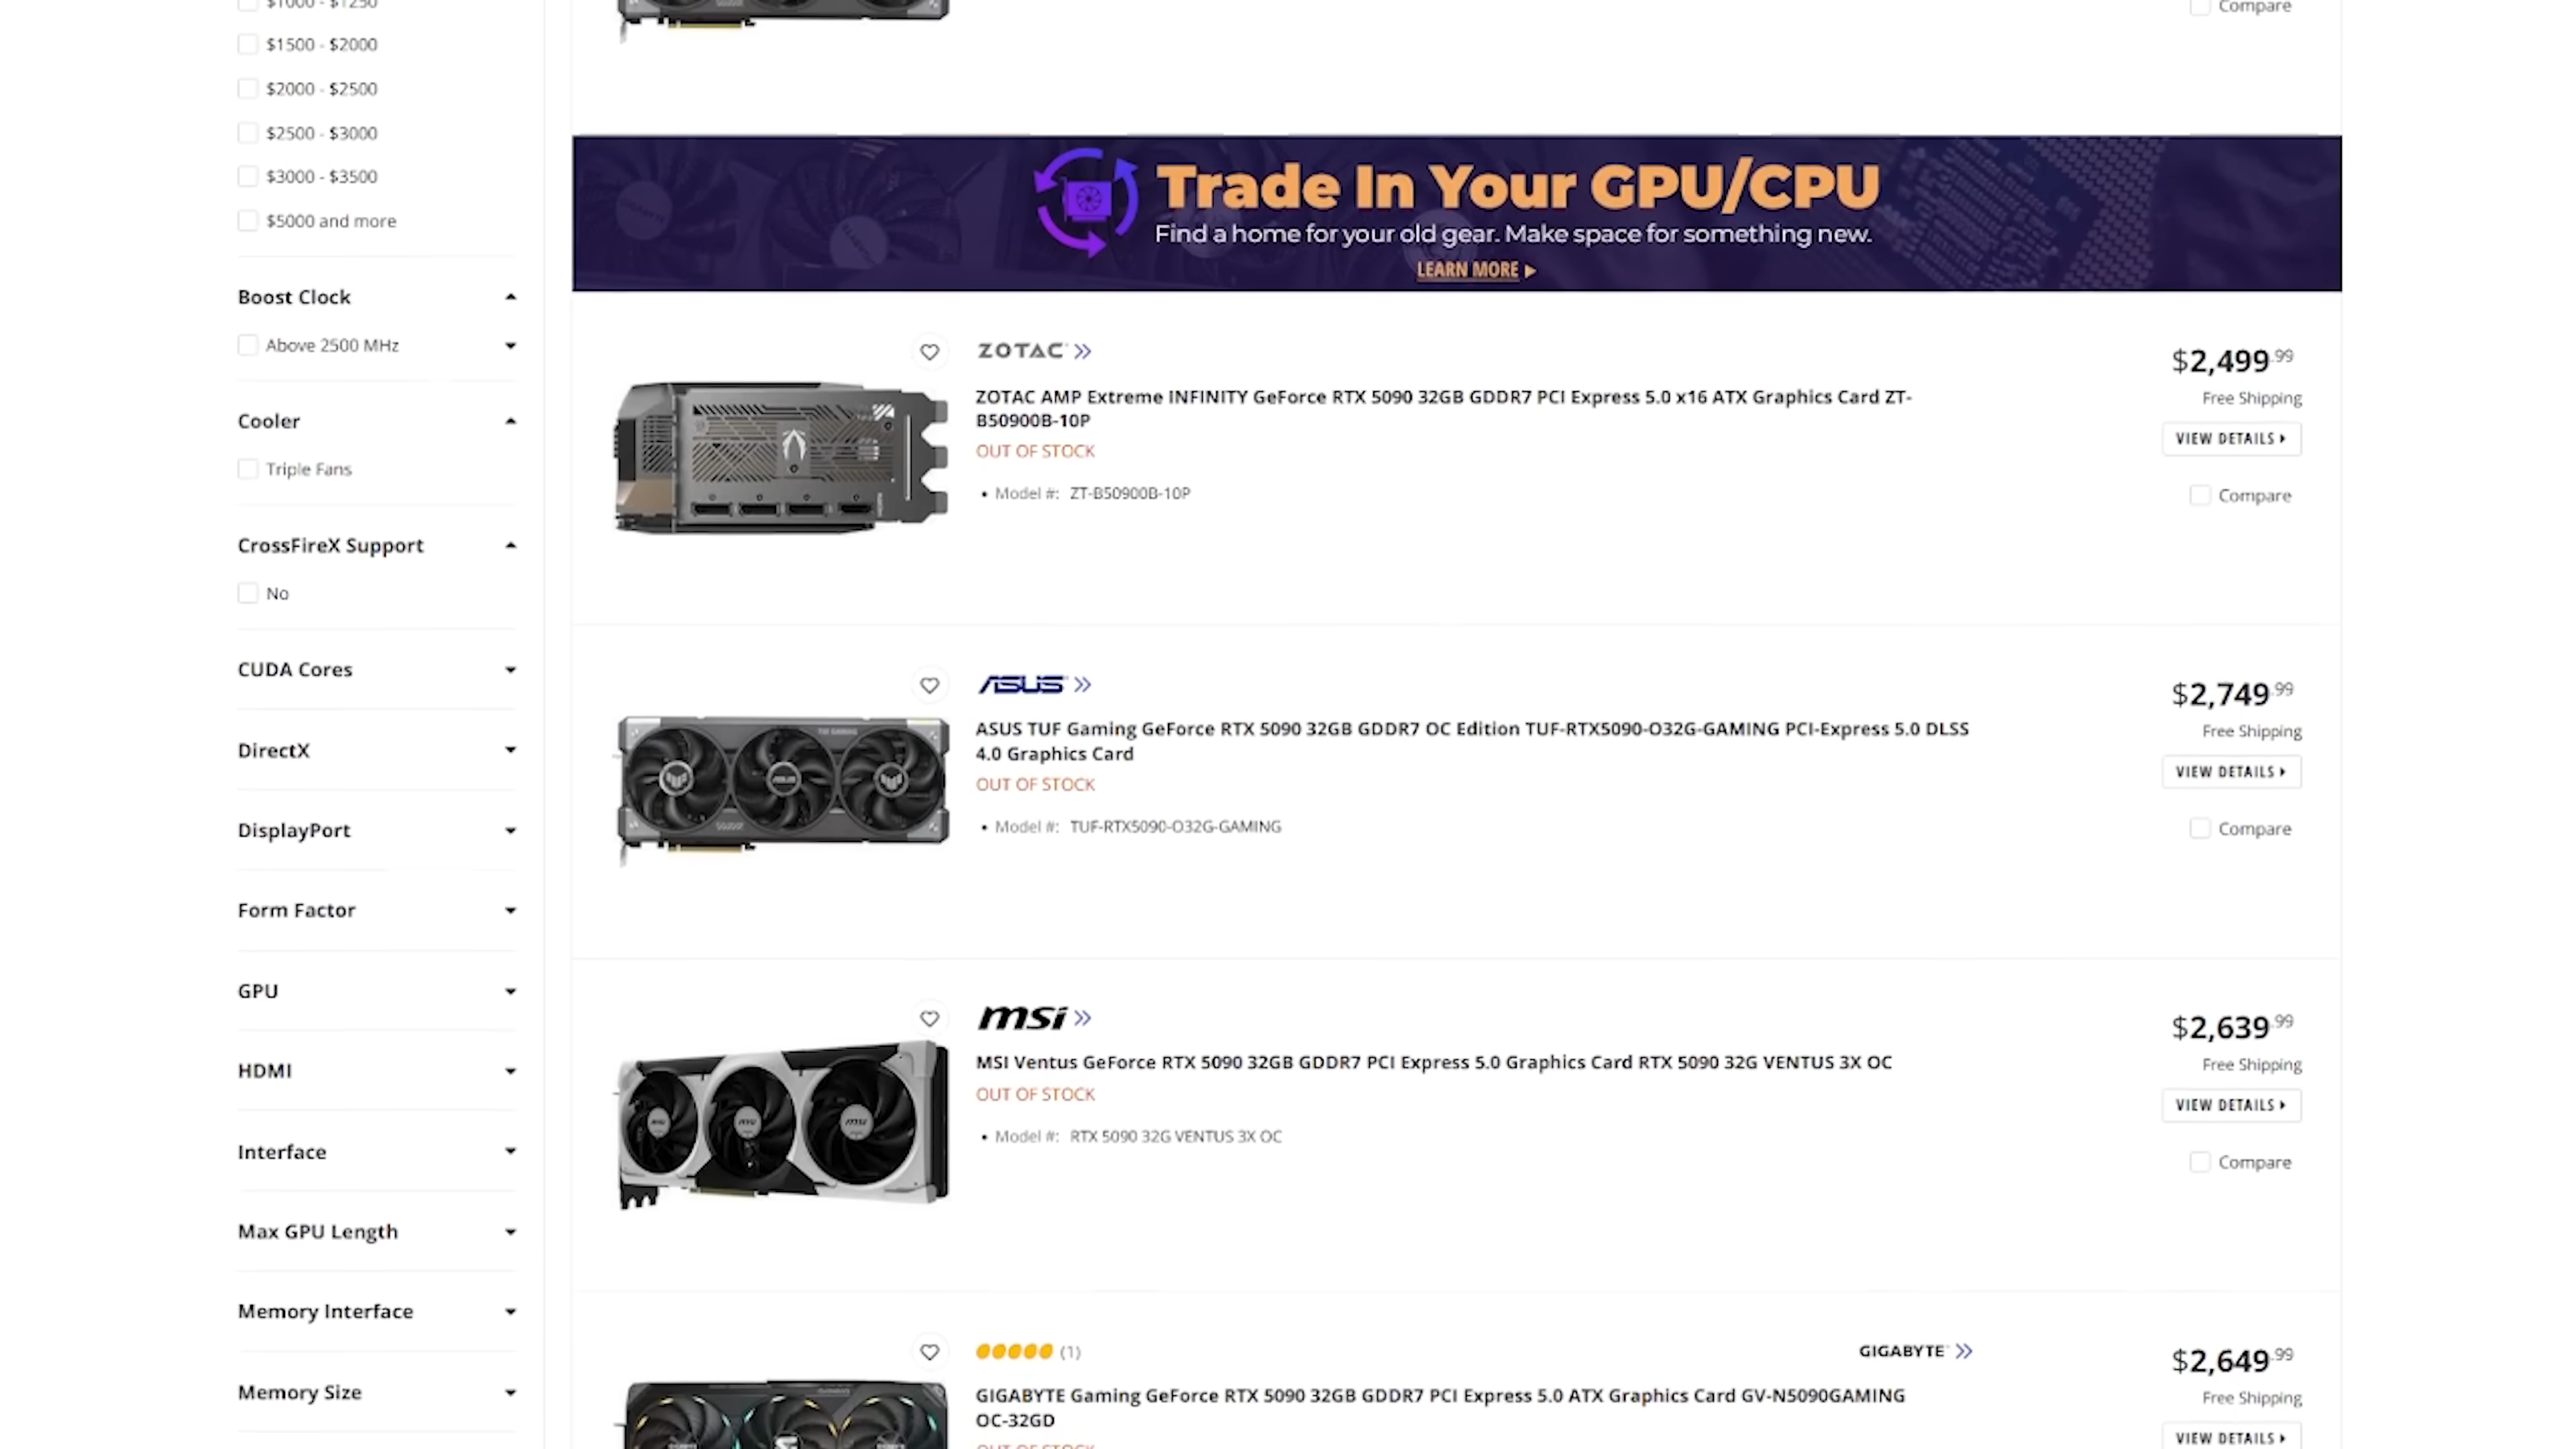 $1000 - $1250
$1500 - $2000
$2000 - $2500
$2500 - $3000
$3000 - $3500
$5000 and more
Boost Clock
Above 2500 MHz
Cooler
Triple Fans
CrossFireX Support
No
CUDA Cores
DirectX
DisplayPort
Form Factor
GPU
HDMI
Interface
Max GPU Length
Memory Interface
Memory Size
Compare
Trade In Your GPU/CPU
Find a home for your old gear. Make space for something new.
LEARN MORE
ZOTAC
ZOTAC AMP Extreme INFINITY GeForce RTX 5090 32GB GDDR7 PCI Express 5.0 x16 ATX Graphics Card ZT-
B50900B-10P
OUT OF STOCK
• Model #: ZT-B50900B-10P
$2,499.99
Free Shipping
VIEW DETAILS
Compare
ASUS
ASUS TUF Gaming GeForce RTX 5090 32GB GDDR7 OC Edition TUF-RTX5090-O32G-GAMING PCI-Express 5.0 DLSS
4.0 Graphics Card
OUT OF STOCK
• Model #: TUF-RTX5090-O32G-GAMING
$2,749.99
Free Shipping
VIEW DETAILS
Compare
msi
MSI Ventus GeForce RTX 5090 32GB GDDR7 PCI Express 5.0 Graphics Card RTX 5090 32G VENTUS 3X OC
OUT OF STOCK
• Model #: RTX 5090 32G VENTUS 3X OC
$2,639.99
Free Shipping
VIEW DETAILS
Compare
(1)
GIGABYTE
GIGABYTE Gaming GeForce RTX 5090 32GB GDDR7 PCI Express 5.0 ATX Graphics Card GV-N5090GAMING
OC-32GD
OUT OF STOCK
$2,649.99
Free Shipping
VIEW DETAILS